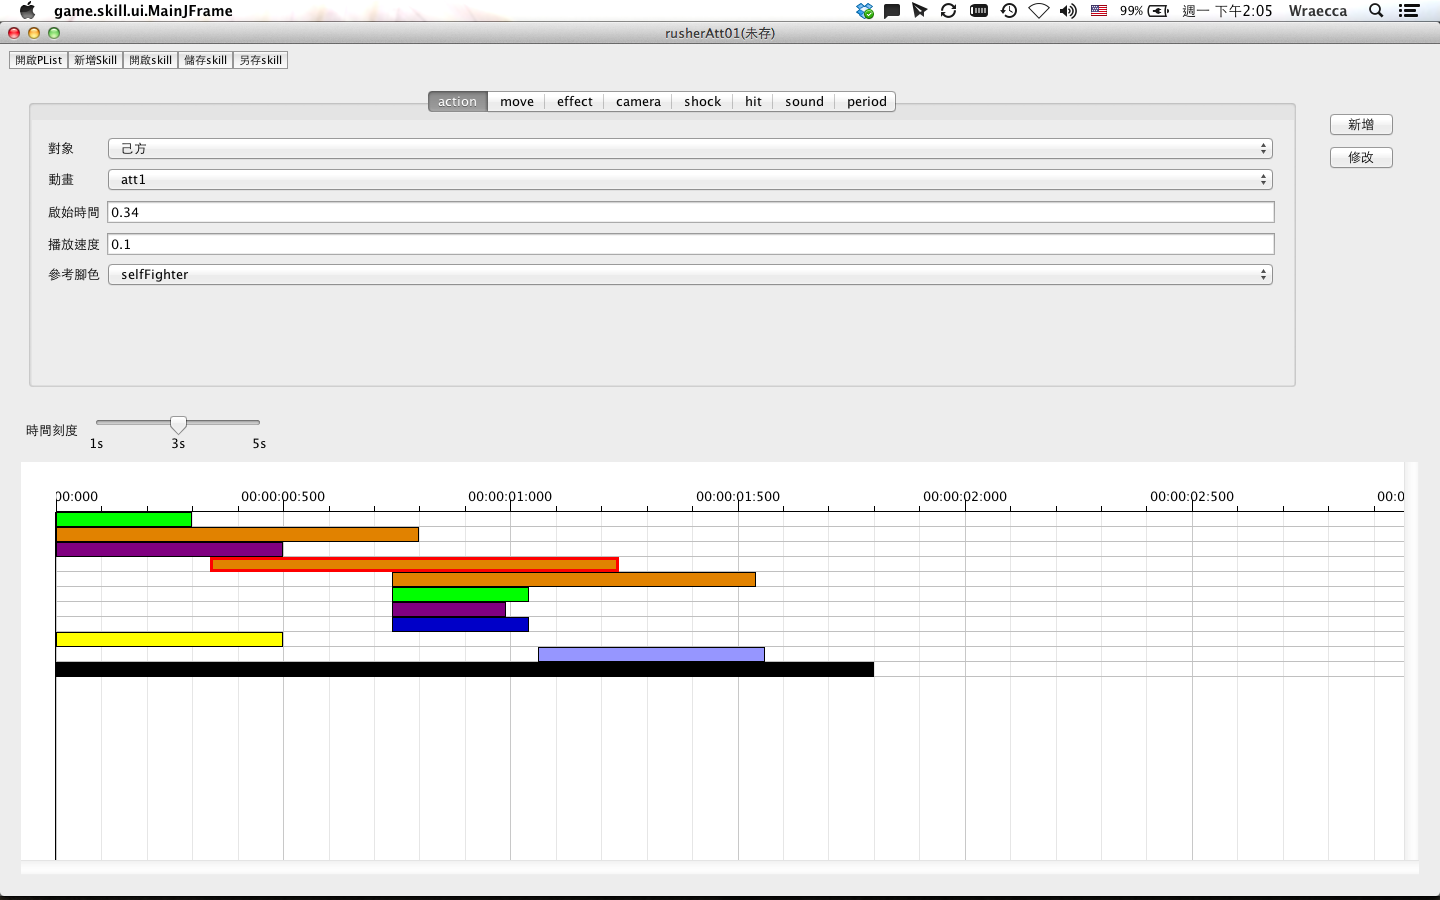 game.skill.ui.MainJFrame 99% 週一 下午2:05 Wraecca
rusherAtt01(未存)
開啟PList 新增Skill 開啟skill 儲存skill 另存skill
action move effect camera shock hit sound period
新增
修改
對象 己方
動畫 att1
啟始時間 0.34
播放速度 0.1
參考腳色 selfFighter
時間刻度
1s 3s 5s
00:000 00:00:00:500 00:00:01:000 00:00:01:500 00:00:02:000 00:00:02:500 00:0